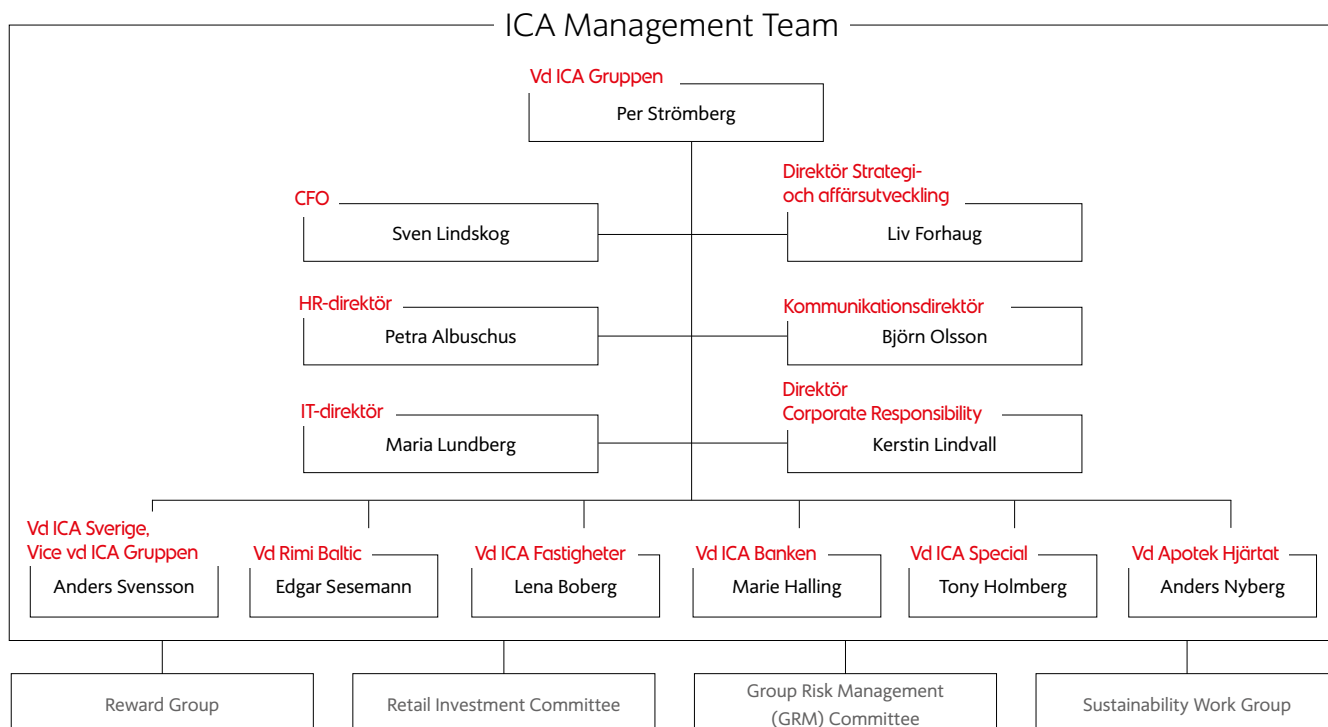 ICA Management Team
Vd ICA Gruppen
Per Strömberg
CFO
Sven Lindskog
Direktör Strategi-
och affärsutveckling
Liv Forhaug
HR-direktör
Petra Albuschus
Kommunikationsdirektör
Björn Olsson
IT-direktör
Maria Lundberg
Direktör
Corporate Responsibility
Kerstin Lindvall
Vd ICA Sverige,
Vice vd ICA Gruppen
Anders Svensson
Vd Rimi Baltic
Edgar Sesemann
Vd ICA Fastigheter
Lena Boberg
Vd ICA Banken
Marie Halling
Vd ICA Special
Tony Holmberg
Vd Apotek Hjärtat
Anders Nyberg
Reward Group
Retail Investment Committee
Group Risk Management
(GRM) Committee
Sustainability Work Group